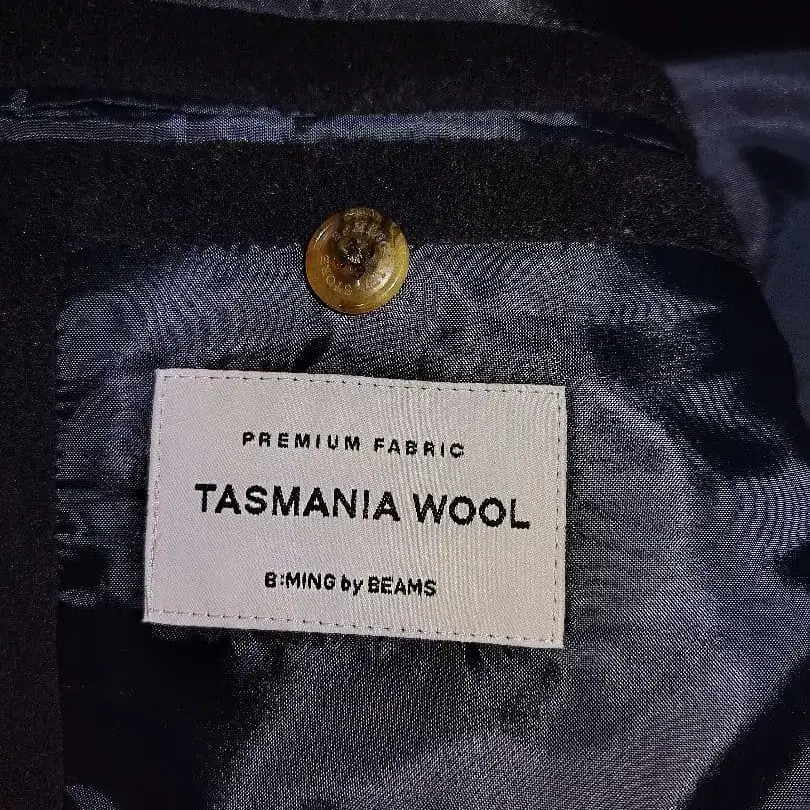 PREMIUM FABRIC
TASMANIA WOOL
B:MING by BEAMS